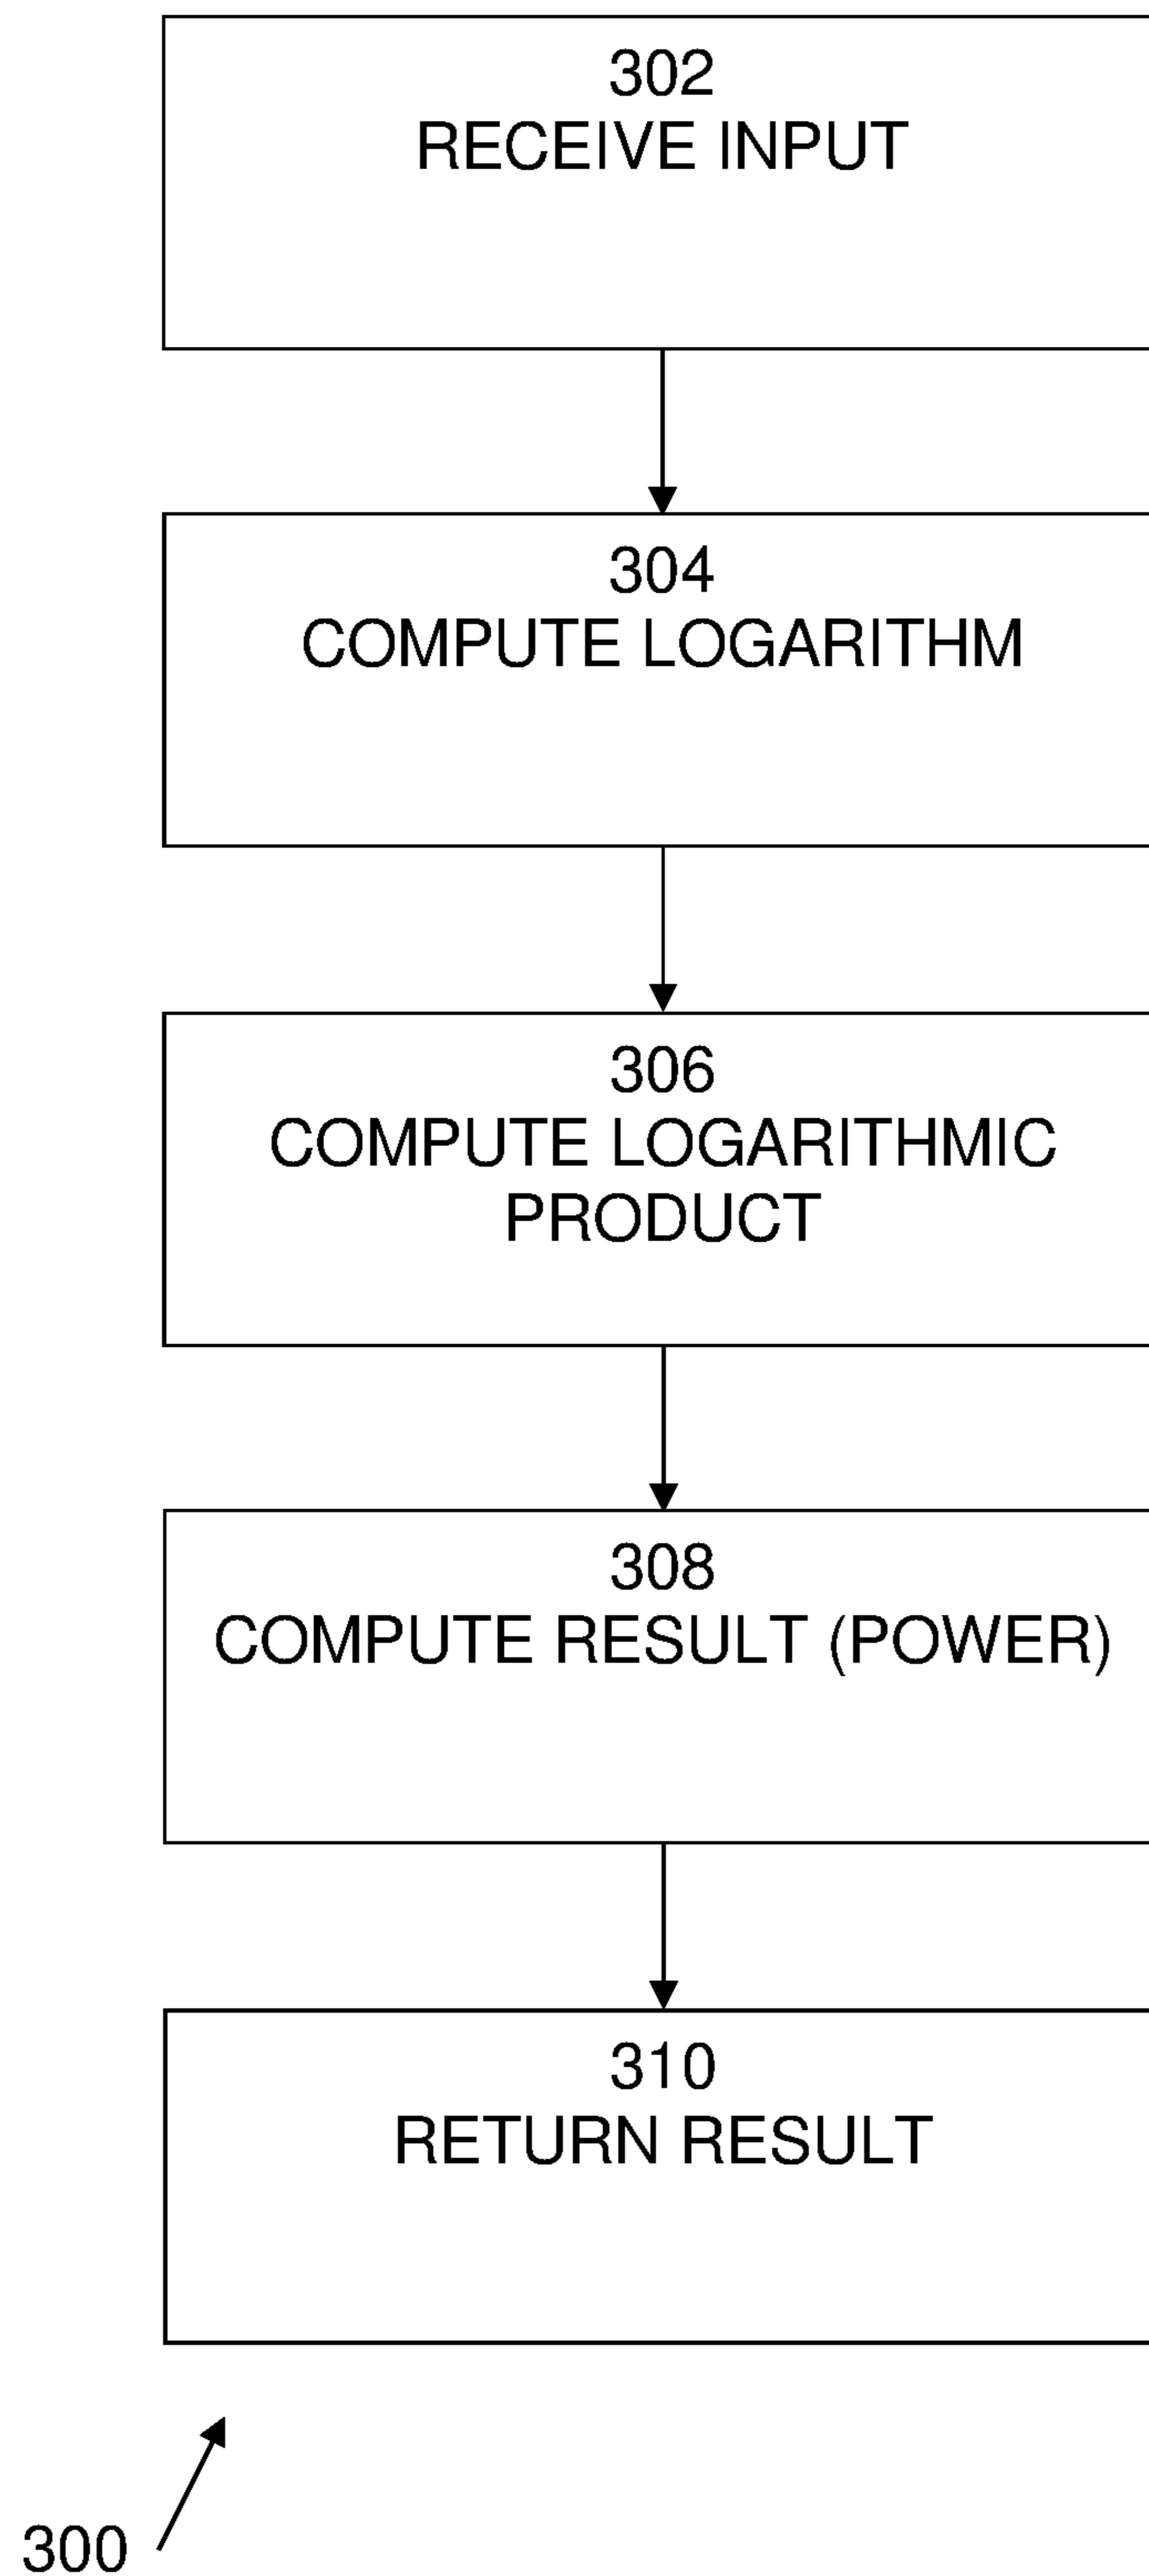 302
RECEIVE INPUT
304
COMPUTE LOGARITHM
306
COMPUTE LOGARITHMIC
PRODUCT
308
COMPUTE RESULT (POWER)
310
RETURN RESULT
300